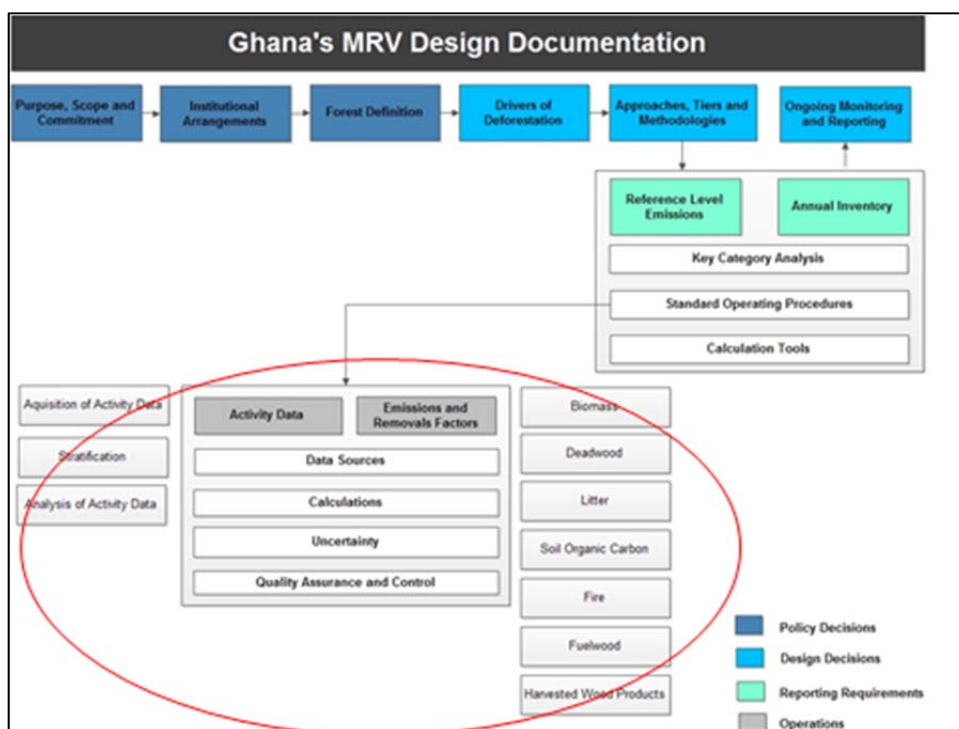 Ghana's MRV Design Documentation
Purpose, Scope and
Commitment
Institutional
Arrangements
Forest Definition
Drivers of
Deforestation
Approaches, Tiers and
Methodologies
Ongoing Monitoring
and Reporting
Reference Level
Emissions
Annual Inventory
Key Category Analysis
Standard Operating Procedures
Calculation Tools
Aquisition of Activity Data
Stratification
Analysis of Activity Data
Activity Data
Emissions and
Removals Factors
Data Sources
Calculations
Uncertainty
Quality Assurance and Control
Biomass
Deadwood
Litter
Soil Organic Carbon
Fire
Fuelwood
Harvested Wood Products
Policy Decisions
Design Decisions
Reporting Requirements
Operations